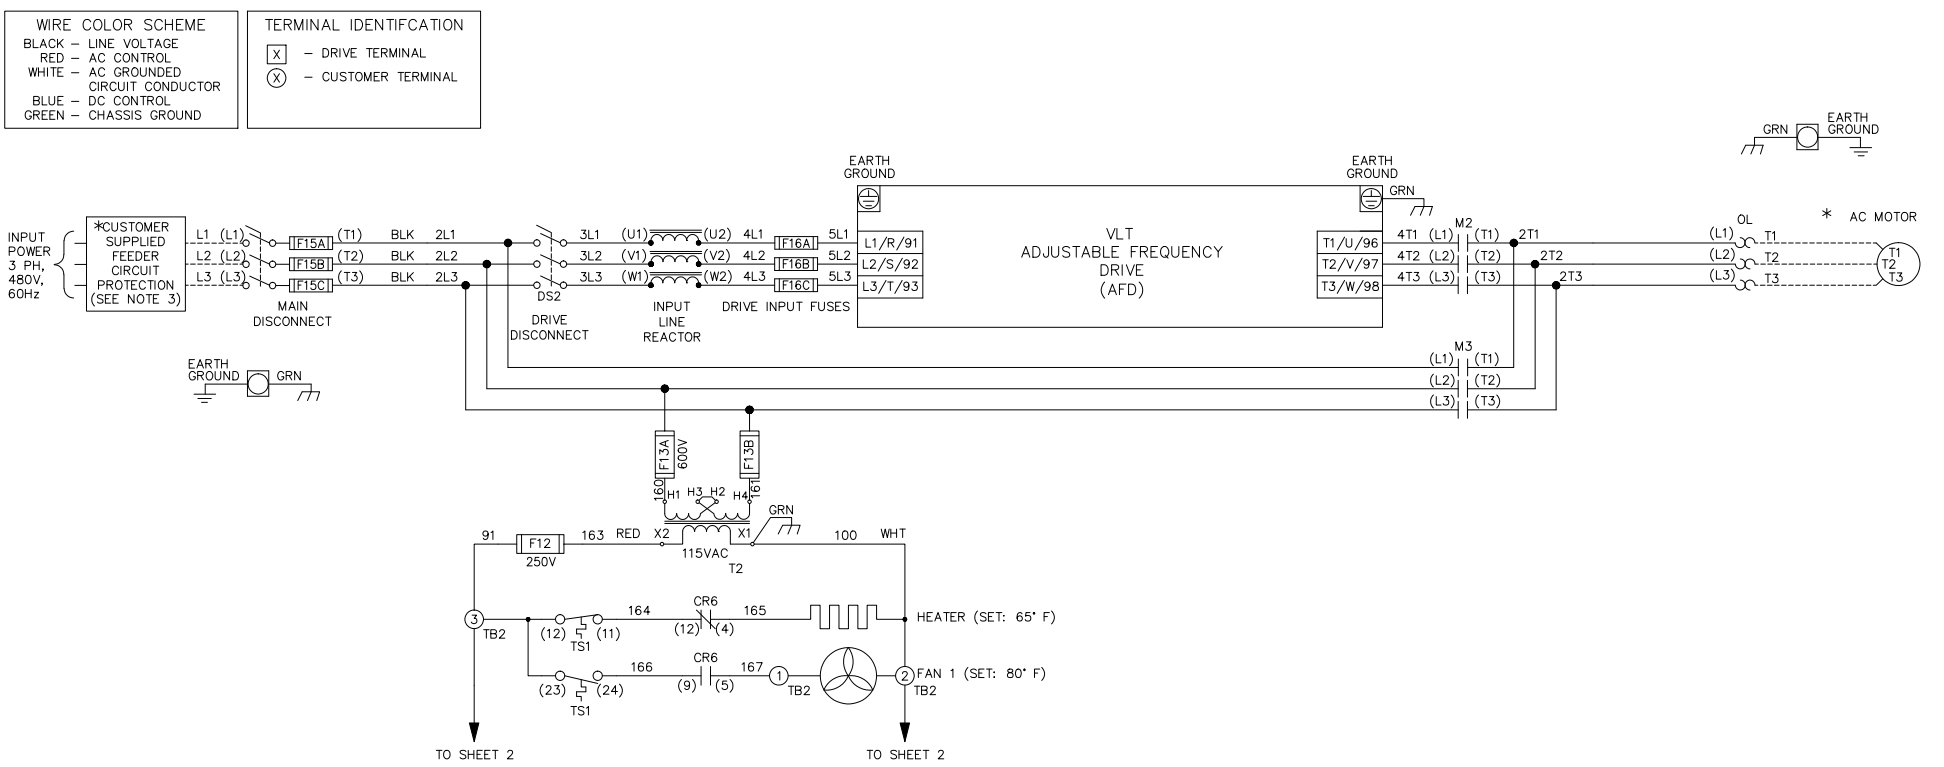 WIRE COLOR SCHEME
BLACK – LINE VOLTAGE
RED – AC CONTROL
WHITE – AC GROUNDED
CIRCUIT CONDUCTOR
BLUE – DC CONTROL
GREEN – CHASSIS GROUND
TERMINAL IDENTIFCATION
X – DRIVE TERMINAL
X – CUSTOMER TERMINAL
GRN
EARTH
GROUND
INPUT
POWER
3 PH,
480V,
60Hz
*CUSTOMER
SUPPLIED
FEEDER
CIRCUIT
PROTECTION
(SEE NOTE 3)
L1 (L1) F15A (T1) BLK 2L1
L2 (L2) F15B (T2) BLK 2L2
L3 (L3) F15C (T3) BLK 2L3
MAIN
DISCONNECT
3L1 (U1) (U2) 4L1 F16A 5L1
3L2 (V1) (V2) 4L2 F16B 5L2
3L3 (W1) (W2) 4L3 F16C 5L3
DS2
DRIVE
DISCONNECT
INPUT
LINE
REACTOR
DRIVE INPUT FUSES
EARTH
GROUND
EARTH
GROUND
GRN
L1/R/91
L2/S/92
L3/T/93
VLT
ADJUSTABLE FREQUENCY
DRIVE
(AFD)
T1/U/96
T2/V/97
T3/W/98
M2
4T1 (L1) (T1) 2T1
4T2 (L2) (T2) 2T2
4T3 (L3) (T3) 2T3
OL
(L1) T1
(L2) T2
(L3) T3
* AC MOTOR
T1
T2
T3
M3
(L1) (T1)
(L2) (T2)
(L3) (T3)
EARTH
GROUND
GRN
F13A
600V
F13B
160
161
H1 H3 H2 H4
GRN
91 F12 163 RED X2 X1 100 WHT
250V
115VAC
T2
3
TB2
(12) (11)
TS1
164
CR6
(12) (4)
165
HEATER (SET: 65° F)
(23) (24)
TS1
166
CR6
(9) (5)
167
1
TB2
2
TB2
FAN 1 (SET: 80° F)
TO SHEET 2
TO SHEET 2